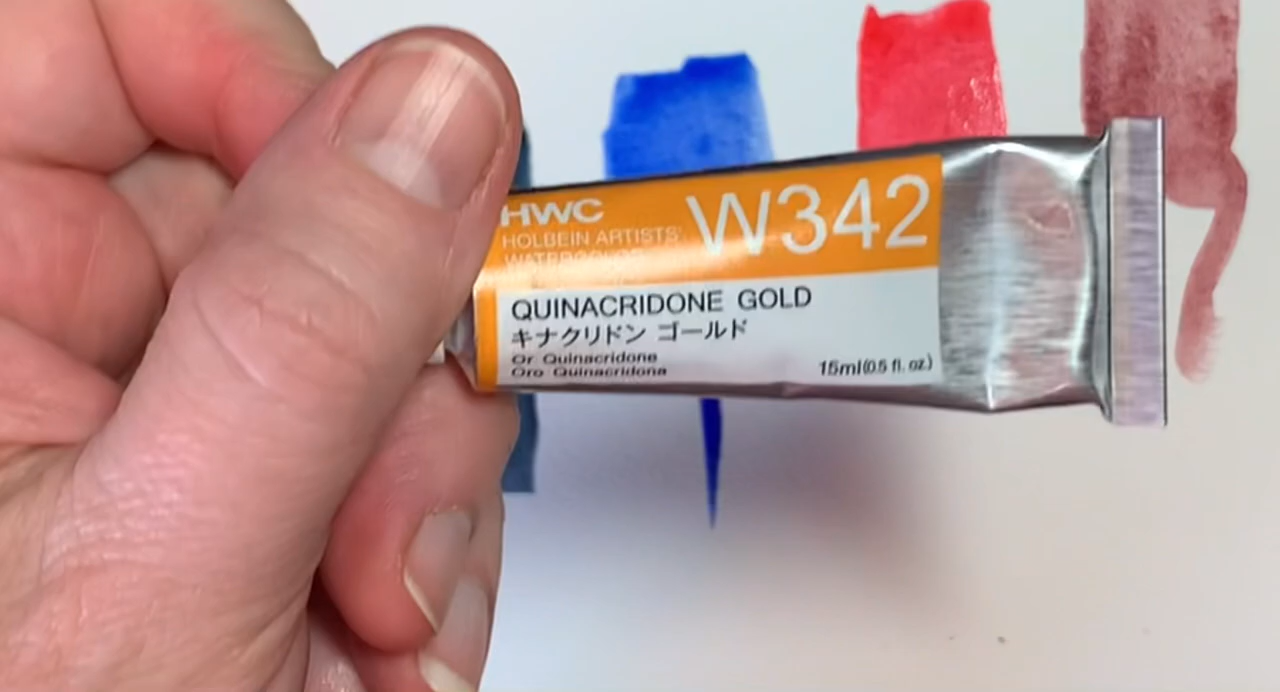 HWC
HOLBEIN ARTISTS'
WATERCOLOR
W342
QUINACRIDONE GOLD
キナクリドン ゴールド
Or Quinacridone
Oro Quinacridona
15ml(0.5 fl. oz.)